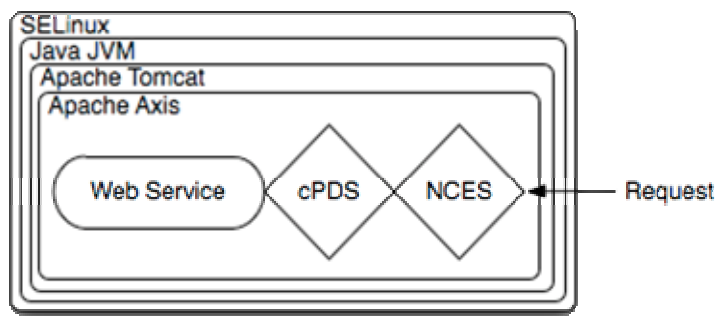 SELinux
Java JVM
Apache Tomcat
Apache Axis
Web Service
cPDS
NCES
Request